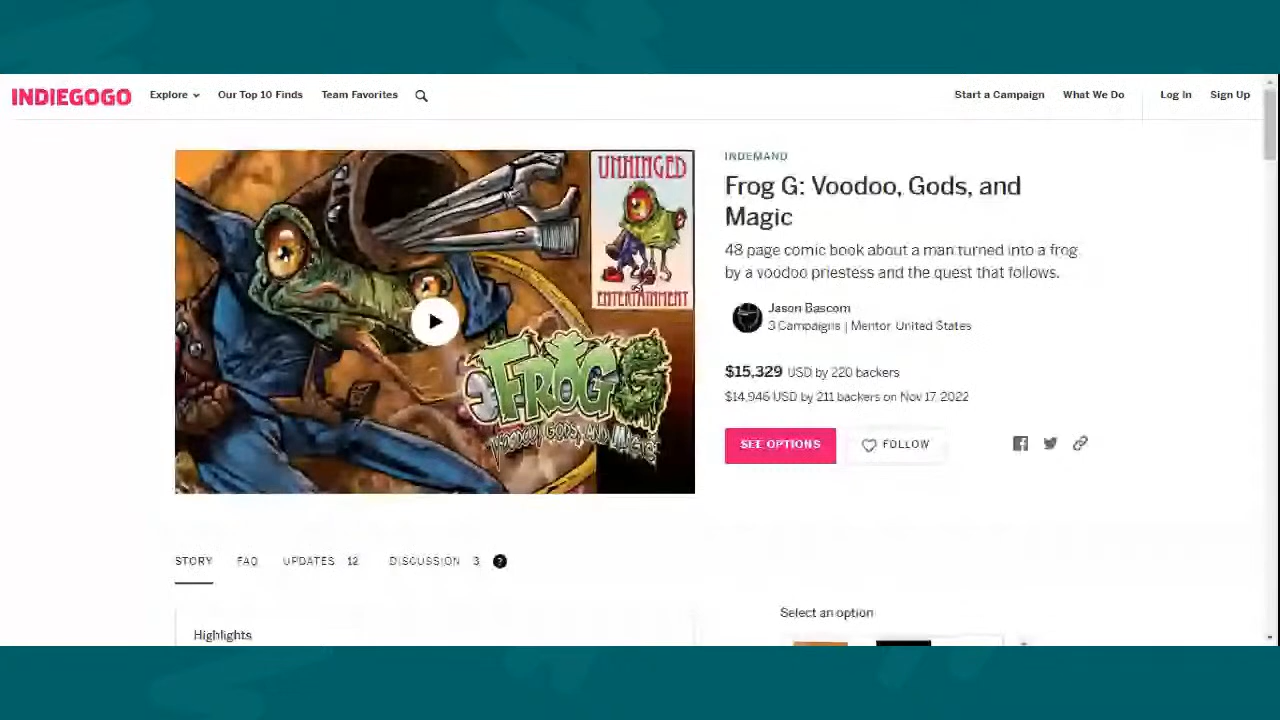 INDIEGOGO
Explore
Our Top 10 Finds
Team Favorites
Start a Campaign
What We Do
Log In
Sign Up
UNHINGED
ENTERTAINMENT
FROG G
VOODOO, GODS, AND MAGIC
INDEMAND
Frog G: Voodoo, Gods, and
Magic
48 page comic book about a man turned into a frog
by a voodoo priestess and the quest that follows.
Jason Bascom
3 Campaigns | Mentor, United States
$15,329 USD by 220 backers
$14,946 USD by 211 backers on Nov 17, 2022
SEE OPTIONS
FOLLOW
STORY
FAQ
UPDATES 12
DISCUSSION 3
?
Highlights
Select an option